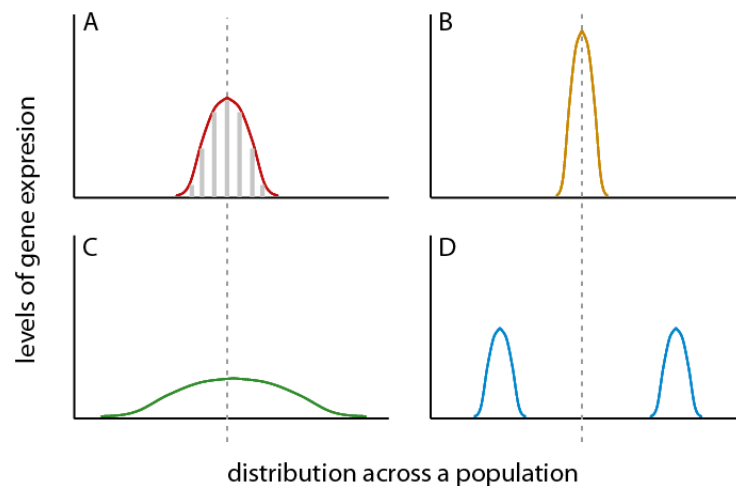 A
B
C
D
levels of gene expresion
distribution across a population